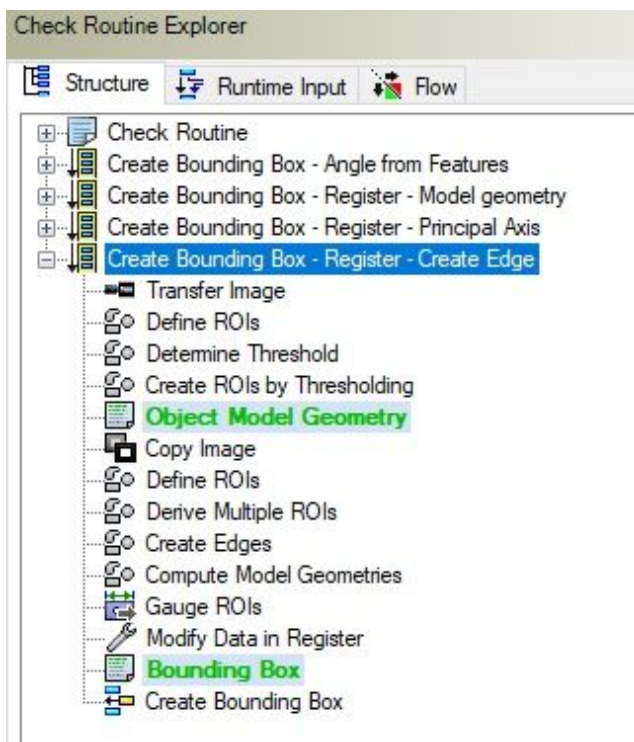 Check Routine Explorer
Structure Runtime Input Flow
Check Routine
Create Bounding Box - Angle from Features
Create Bounding Box - Register - Model geometry
Create Bounding Box - Register - Principal Axis
Create Bounding Box - Register - Create Edge
Transfer Image
Define ROIs
Determine Threshold
Create ROIs by Thresholding
Object Model Geometry
Copy Image
Define ROIs
Derive Multiple ROIs
Create Edges
Compute Model Geometries
Gauge ROIs
Modify Data in Register
Bounding Box
Create Bounding Box